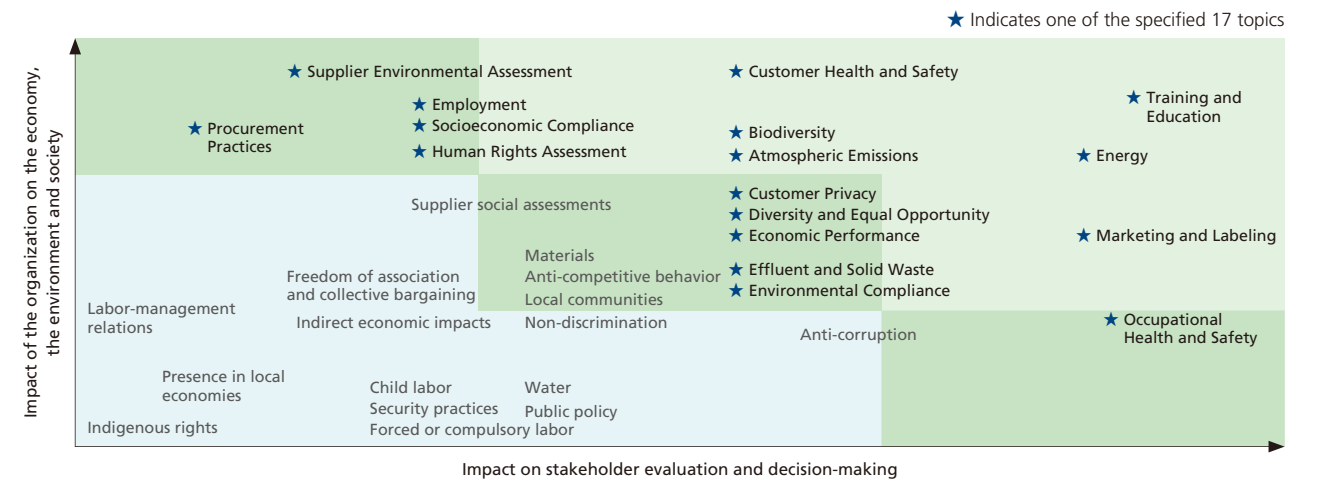 ★ Indicates one of the specified 17 topics
Impact of the organization on the economy,
the environment and society
★ Supplier Environmental Assessment
★ Customer Health and Safety
★ Training and
Education
★ Employment
★ Socioeconomic Compliance
★ Procurement
Practices
★ Human Rights Assessment
★ Biodiversity
★ Atmospheric Emissions
★ Energy
★ Customer Privacy
Supplier social assessments
★ Diversity and Equal Opportunity
★ Economic Performance
★ Marketing and Labeling
Materials
Freedom of association
and collective bargaining
Anti-competitive behavior
★ Effluent and Solid Waste
Local communities
★ Environmental Compliance
Labor-management
relations
Indirect economic impacts
Non-discrimination
Anti-corruption
★ Occupational
Health and Safety
Presence in local
economies
Child labor
Water
Security practices
Public policy
Indigenous rights
Forced or compulsory labor
Impact on stakeholder evaluation and decision-making